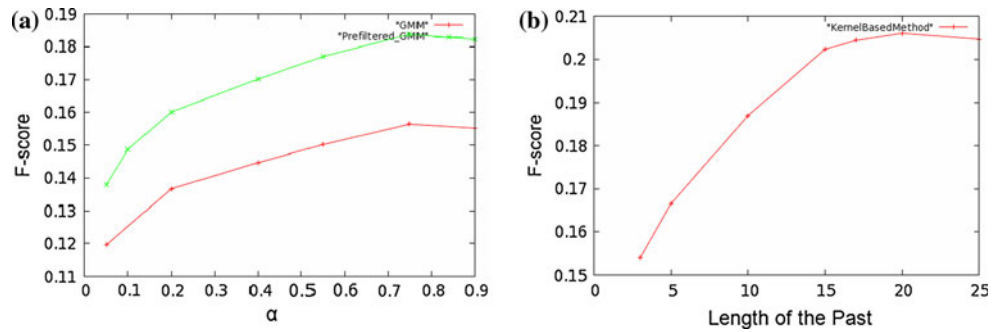 (a)
"GMIM"
"Prefiltered_GMIM"
F-score
0.19
0.18
0.17
0.16
0.15
0.14
0.13
0.12
0.11
0 0.1 0.2 0.3 0.4 0.5 0.6 0.7 0.8 0.9
α
(b)
"KernelBasedMethod"
F-score
0.21
0.2
0.19
0.18
0.17
0.16
0.15
0 5 10 15 20 25
Length of the Past